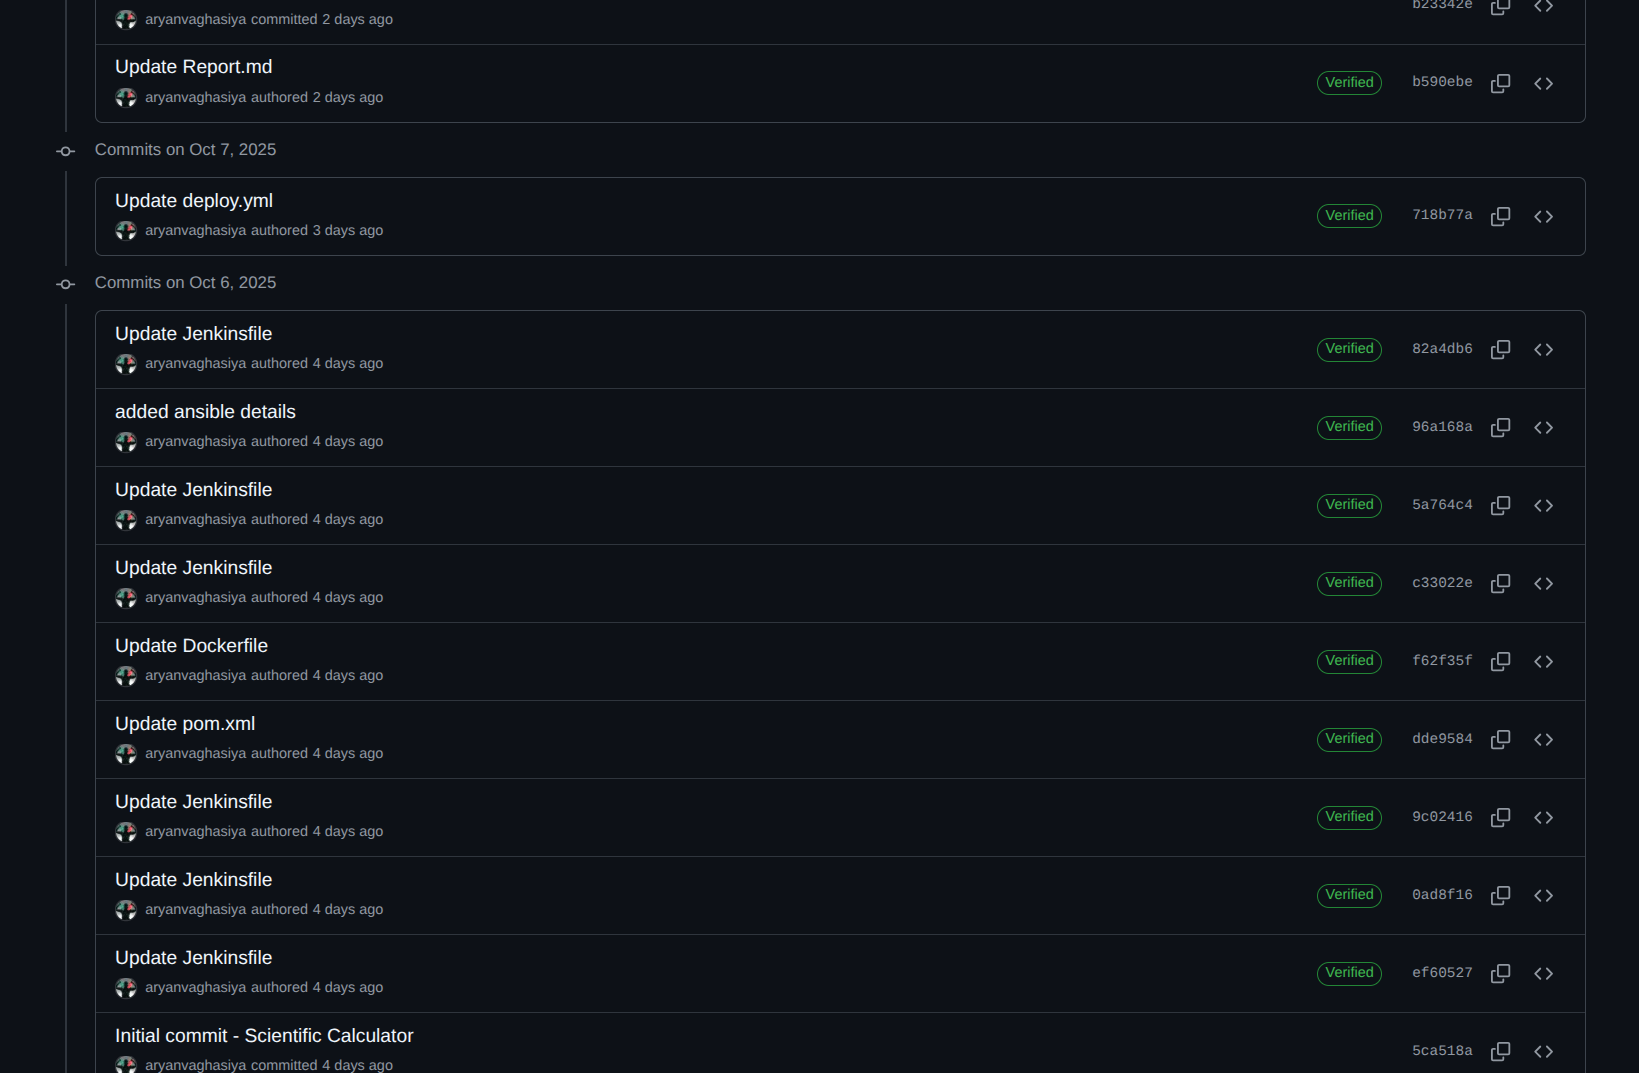 aryanvaghasiya committed 2 days ago
b23342e
Update Report.md
aryanvaghasiya authored 2 days ago
Verified
b590ebe
Commits on Oct 7, 2025
Update deploy.yml
aryanvaghasiya authored 3 days ago
Verified
718b77a
Commits on Oct 6, 2025
Update Jenkinsfile
aryanvaghasiya authored 4 days ago
Verified
82a4db6
added ansible details
aryanvaghasiya authored 4 days ago
Verified
96a168a
Update Jenkinsfile
aryanvaghasiya authored 4 days ago
Verified
5a764c4
Update Jenkinsfile
aryanvaghasiya authored 4 days ago
Verified
c33022e
Update Dockerfile
aryanvaghasiya authored 4 days ago
Verified
f62f35f
Update pom.xml
aryanvaghasiya authored 4 days ago
Verified
dde9584
Update Jenkinsfile
aryanvaghasiya authored 4 days ago
Verified
9c02416
Update Jenkinsfile
aryanvaghasiya authored 4 days ago
Verified
0ad8f16
Update Jenkinsfile
aryanvaghasiya authored 4 days ago
Verified
ef60527
Initial commit - Scientific Calculator
aryanvaghasiya committed 4 days ago
5ca518a